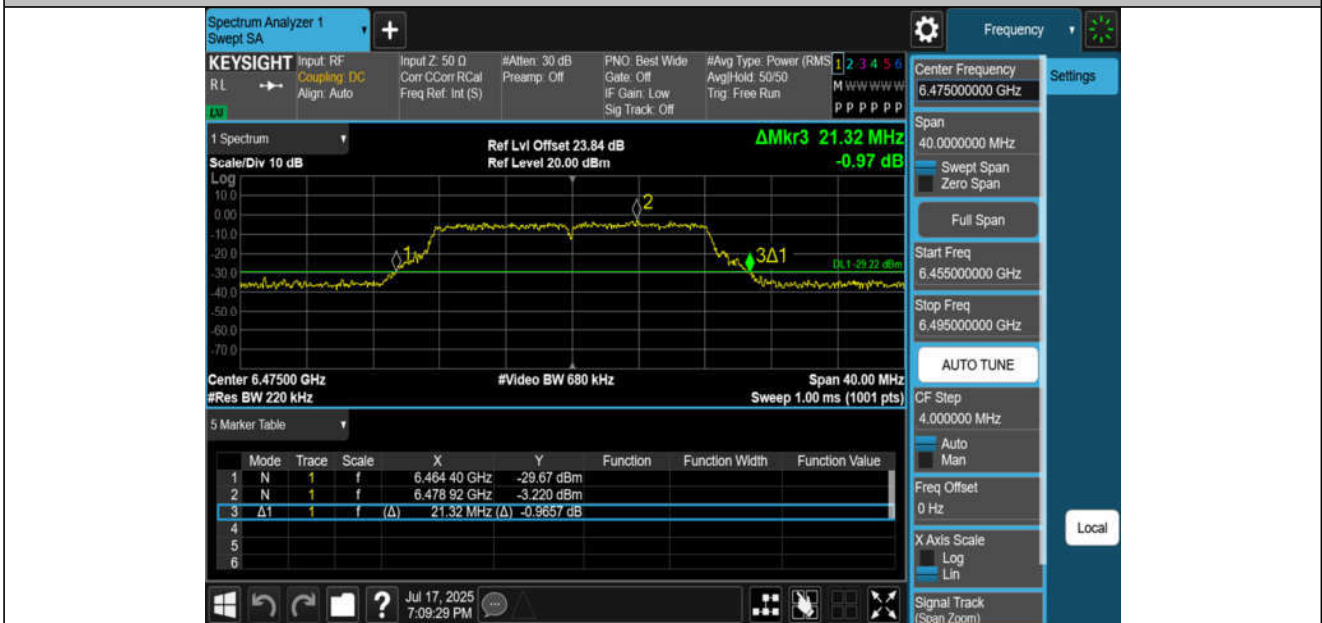 Spectrum Analyzer 1
Swept SA
+
Frequency
KEYSIGHT
RL
LXI
Input: RF
Coupling: DC
Align: Auto
Input Z: 50 Ω
Corr CCorr RCal
Freq Ref: Int (S)
#Atten: 30 dB
Preamp: Off
PNO: Best Wide
Gate: Off
IF Gain: Low
Sig Track: Off
#Avg Type: Power (RMS
Avg|Hold: 50/50
Trig: Free Run
1 2 3 4 5 6
M W W W W W
P P P P P P
1 Spectrum
Scale/Div 10 dB
Ref Lvl Offset 23.84 dB
Ref Level 20.00 dBm
ΔMkr3 21.32 MHz
-0.97 dB
Log
10.0
0.00
-10.0
-20.0
-30.0
-40.0
-50.0
-60.0
-70.0
1
2
3Δ1
DL1 -29.22 dBm
Center 6.47500 GHz
#Video BW 680 kHz
Span 40.00 MHz
#Res BW 220 kHz
Sweep 1.00 ms (1001 pts)
5 Marker Table
Mode Trace Scale X Y Function Function Width Function Value
1 N 1 f 6.464 40 GHz -29.67 dBm
2 N 1 f 6.478 92 GHz -3.220 dBm
3 Δ1 1 f (Δ) 21.32 MHz (Δ) -0.9657 dB
4
5
6
?
Jul 17, 2025
7:09:29 PM
Center Frequency
6.475000000 GHz
Settings
Span
40.0000000 MHz
Swept Span
Zero Span
Full Span
Start Freq
6.455000000 GHz
Stop Freq
6.495000000 GHz
AUTO TUNE
CF Step
4.000000 MHz
Auto
Man
Freq Offset
0 Hz
X Axis Scale
Log
Lin
Local
Signal Track
(Span Zoom)